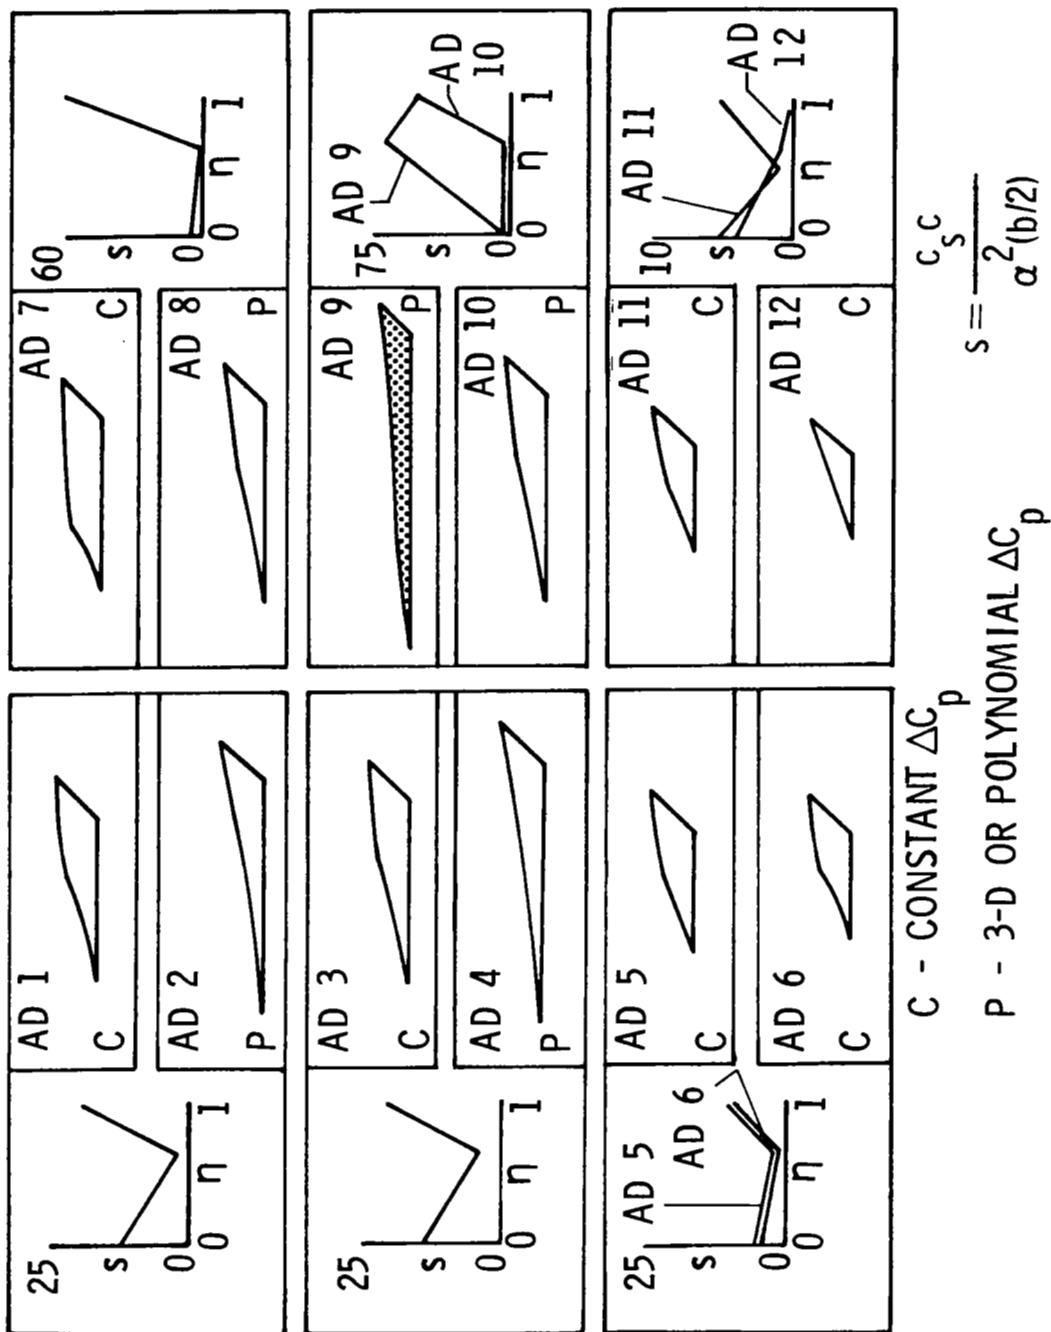 25
s
0
0
η
1
AD 1
C
AD 2
P
AD 7
C
AD 8
P
60
s
0
0
η
1
25
s
0
0
η
1
AD 3
C
AD 4
P
AD 9
P
AD 10
P
75
s
0
0
η
1
AD 9
AD
10
25
s
0
0
η
1
AD 5
AD 6
AD 5
C
AD 6
C
AD 11
C
AD 12
C
10
s
0
0
η
1
AD 11
AD
12
C - CONSTANT ΔCp
P - 3-D OR POLYNOMIAL ΔCp
s = csc / α²(b/2)